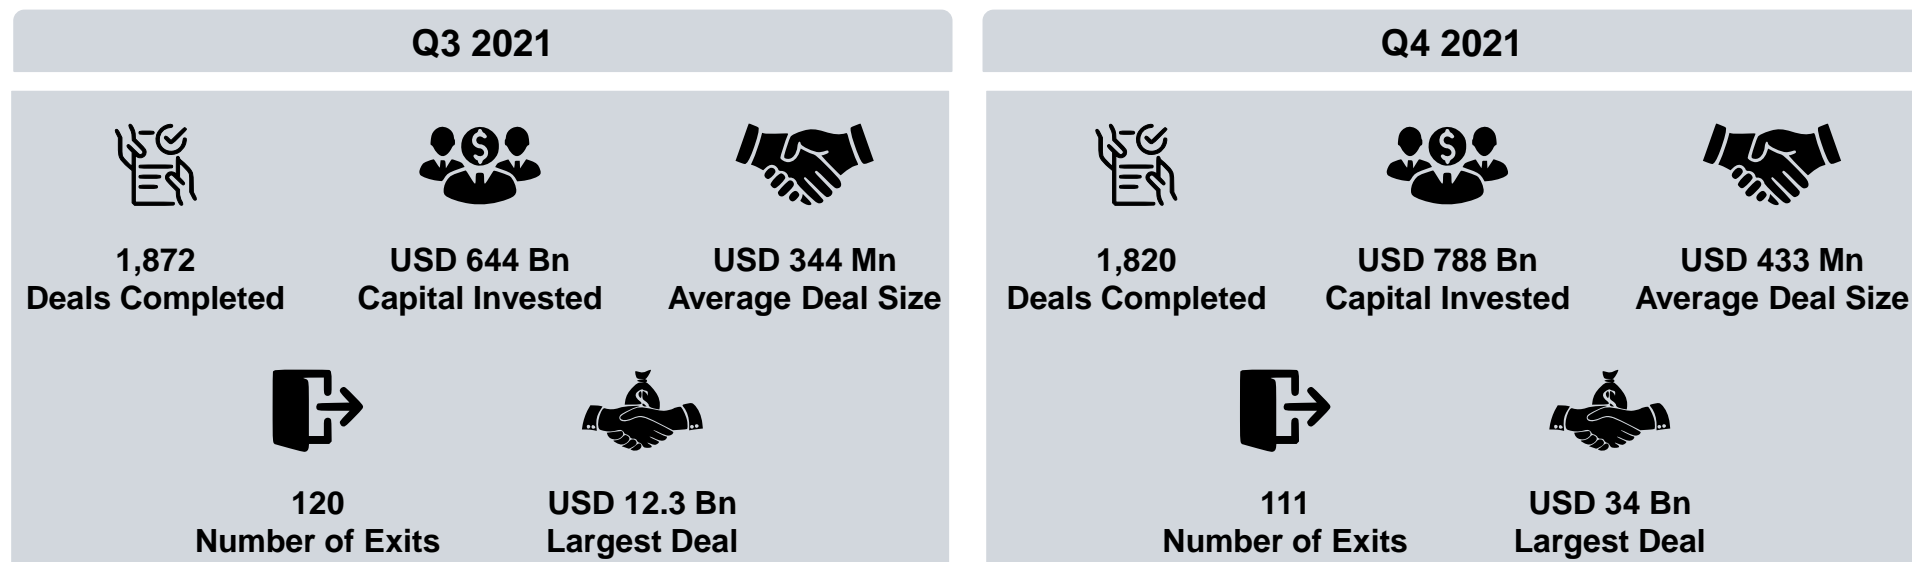 Q3 2021
1,872
Deals Completed
USD 644 Bn
Capital Invested
USD 344 Mn
Average Deal Size
120
Number of Exits
USD 12.3 Bn
Largest Deal
Q4 2021
1,820
Deals Completed
USD 788 Bn
Capital Invested
USD 433 Mn
Average Deal Size
111
Number of Exits
USD 34 Bn
Largest Deal